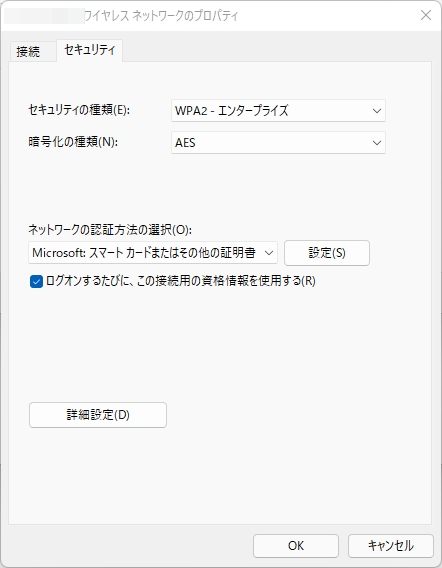 ワイヤレス ネットワークのプロパティ
接続
セキュリティ
セキュリティの種類(E):
WPA2 - エンタープライズ
暗号化の種類(N):
AES
ネットワークの認証方法の選択(O):
Microsoft: スマート カードまたはその他の証明書
設定(S)
ログオンするたびに、この接続用の資格情報を使用する(R)
詳細設定(D)
OK
キャンセル